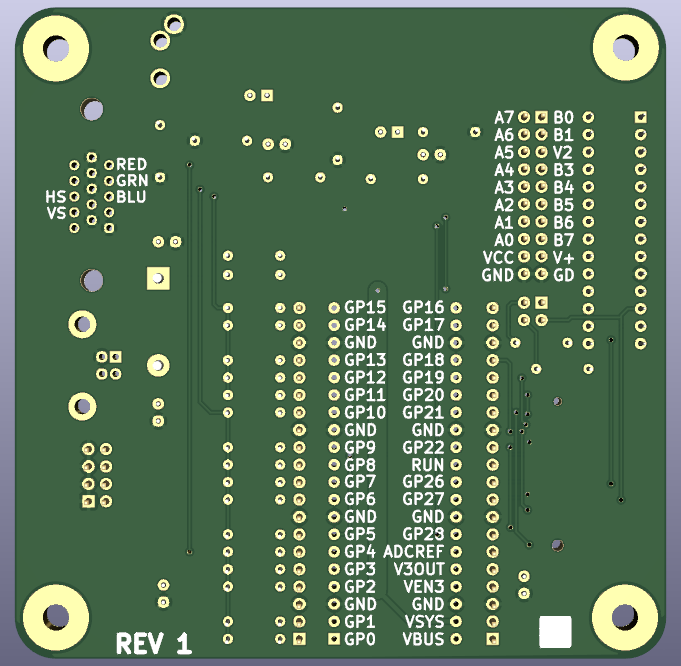 RED
GRN
HS BLU
VS
A7 B0
A6 B1
A5 V2
A4 B3
A3 B4
A2 B5
A1 B6
A0 B7
VCC V+
GND GD
GP15 GP16
GP14 GP17
GND GND
GP13 GP18
GP12 GP19
GP11 GP20
GP10 GP21
GND GND
GP9 GP22
GP8 RUN
GP7 GP26
GP6 GP27
GND GND
GP5 GP28
GP4 ADCREF
GP3 V3OUT
GP2 VEN3
GND GND
GP1 VSYS
GP0 VBUS
REV 1